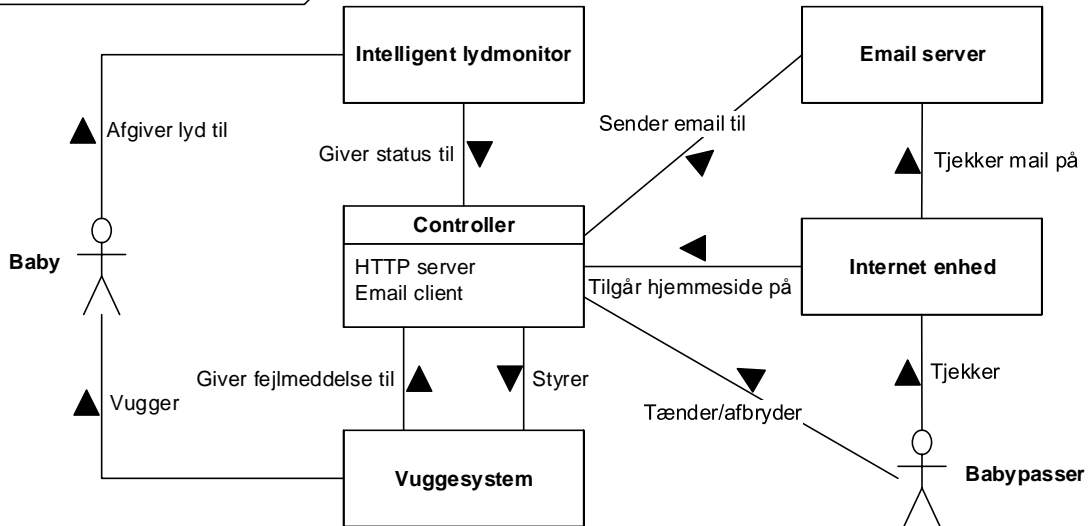 Intelligent lydmonitor
Email server
Afgiver lyd til
Sender email til
Giver status til
Tjekker mail på
Controller
HTTP server
Email client
Baby
Internet enhed
Tilgår hjemmeside på
Giver fejlmeddelse til
Styrer
Tjekker
Vugger
Tænder/afbryder
Vuggesystem
Babypasser